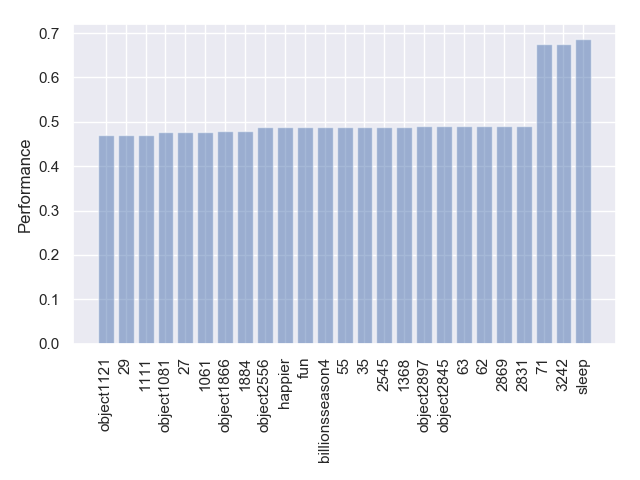 0.7
0.6
0.5
0.4
0.3
0.2
0.1
0.0
Performance
object1121
29
1111
object1081
27
1061
object1866
1884
object2556
happier
fun
billionsseason4
55
35
2545
1368
object2897
object2845
63
62
2869
2831
71
3242
sleep